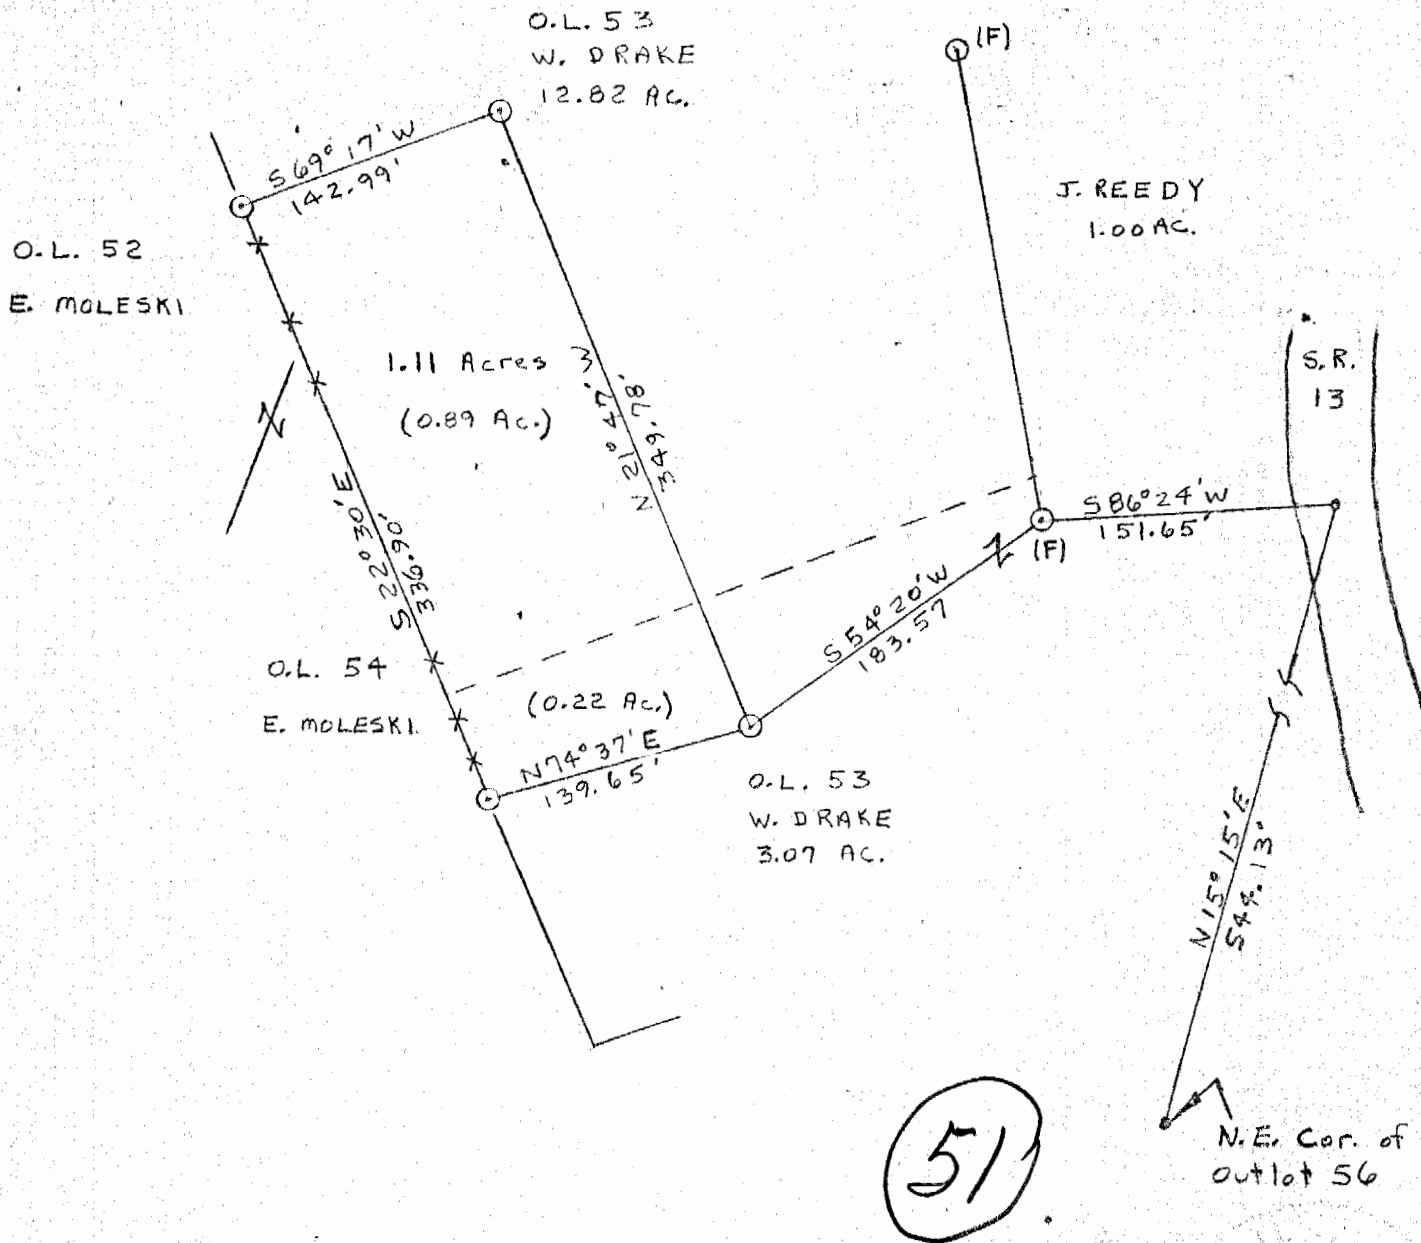 O.L. 53
W. DRAKE
12.82 AC.
(F)
S 69° 17' W
142.99'
J. REEDY
1.00 AC.
O.L. 52
E. MOLESKI
1.11 Acres
(0.89 Ac.)
N 21° 47' W
349.78'
S.R.
13
S 22° 30' E
336.90'
S 86° 24' W
151.65'
(F)
S 54° 20' W
183.57
O.L. 54
E. MOLESKI
(0.22 Ac.)
N 74° 37' E
139.65'
O.L. 53
W. DRAKE
3.07 AC.
N 15° 15' E
544.13'
51
N.E. Cor. of
Outlot 56